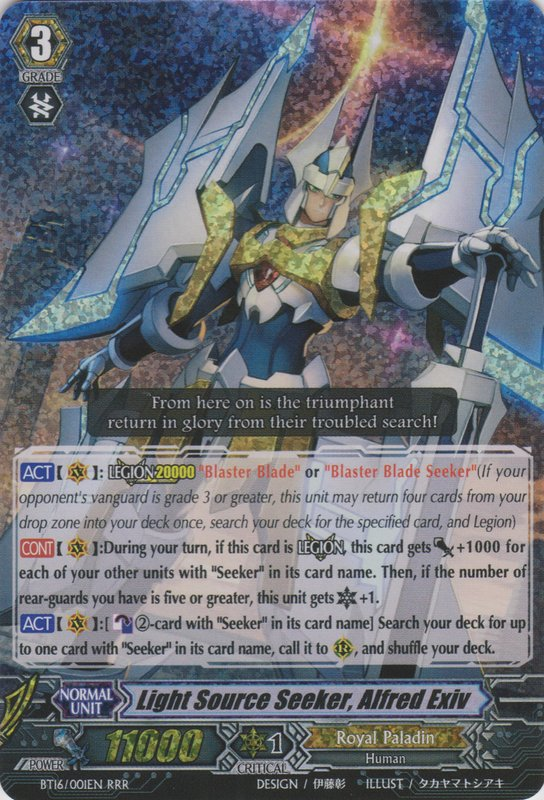 3
GRADE
From here on is the triumphant
return in glory from their troubled search!
ACT【V】: LEGION 20000 "Blaster Blade" or "Blaster Blade Seeker"(If your
opponent's vanguard is grade 3 or greater, this unit may return four cards from your
drop zone into your deck once, search your deck for the specified card, and Legion)
CONT【V】:During your turn, if this card is LEGION, this card gets +1000 for
each of your other units with "Seeker" in its card name. Then, if the number of
rear-guards you have is five or greater, this unit gets +1.
ACT【V】:[②-card with "Seeker" in its card name] Search your deck for up
to one card with "Seeker" in its card name, call it to R, and shuffle your deck.
NORMAL
UNIT
Light Source Seeker, Alfred Exiv
POWER
11000
1
CRITICAL
Royal Paladin
Human
BT16/001EN RRR
DESIGN / 伊藤彰
ILLUST / タカヤマトシアキ